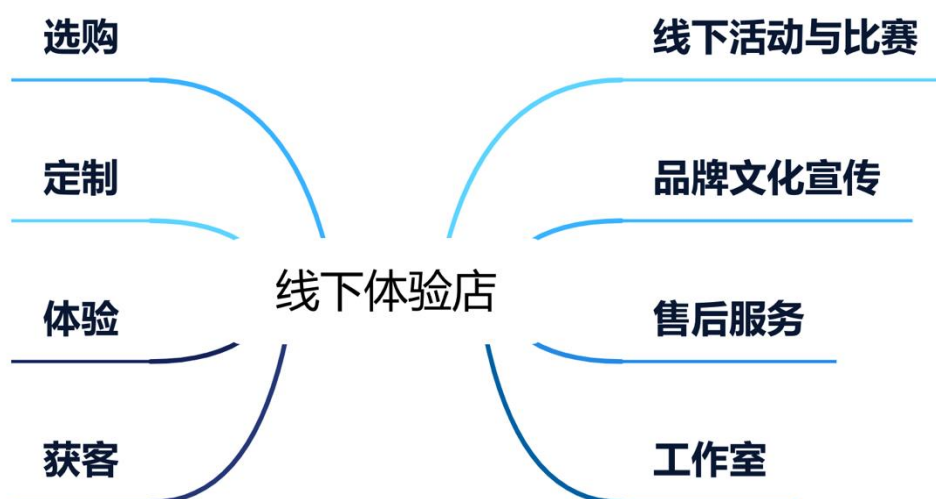 选购
定制
体验
获客
线下体验店
线下活动与比赛
品牌文化宣传
售后服务
工作室